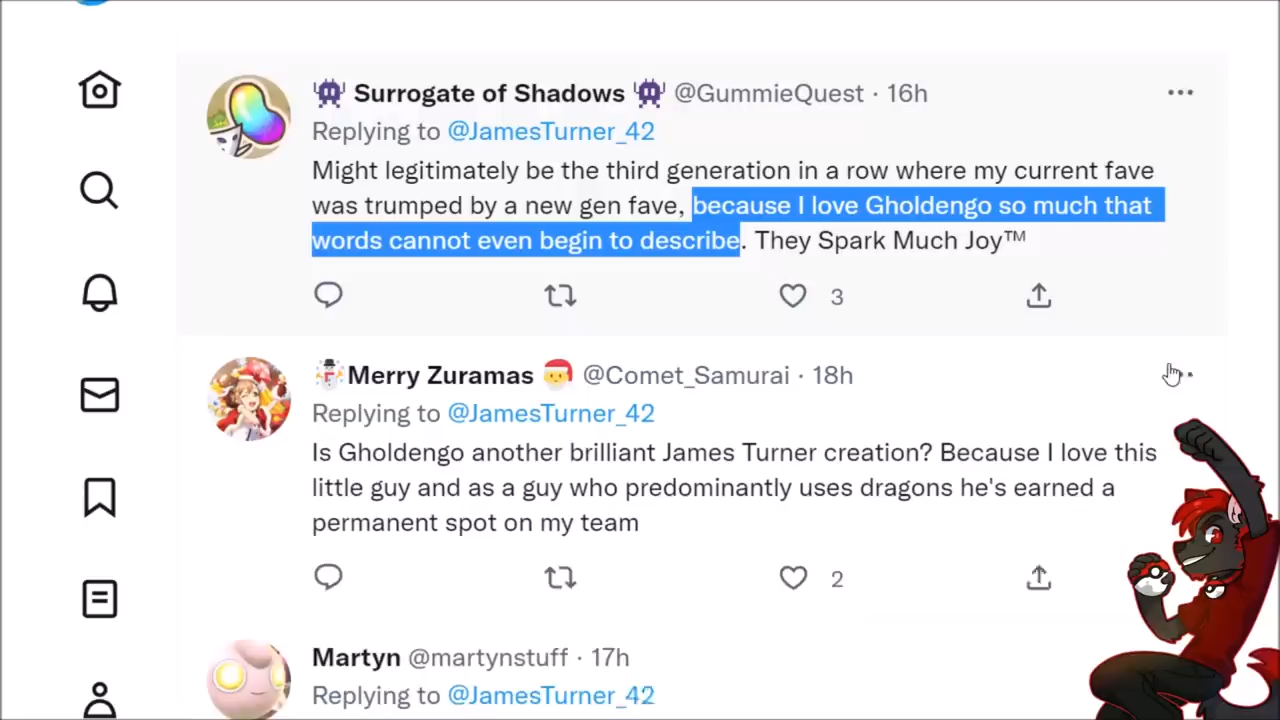 👾 Surrogate of Shadows 👾 @GummieQuest · 16h
Replying to @JamesTurner_42
Might legitimately be the third generation in a row where my current fave
was trumped by a new gen fave, because I love Gholdengo so much that
words cannot even begin to describe. They Spark Much Joy™
3
☃️Merry Zuramas 🎅 @Comet_Samurai · 18h
Replying to @JamesTurner_42
Is Gholdengo another brilliant James Turner creation? Because I love this
little guy and as a guy who predominantly uses dragons he's earned a
permanent spot on my team
2
Martyn @martynstuff · 17h
Replying to @JamesTurner_42